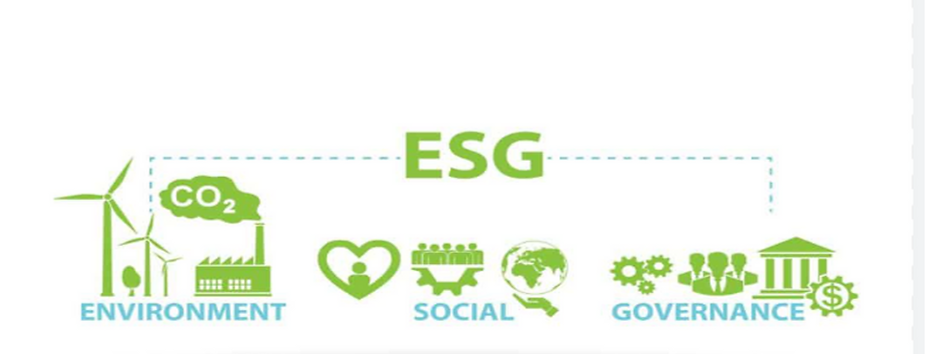 ESG
CO2
ENVIRONMENT
SOCIAL
GOVERNANCE
$